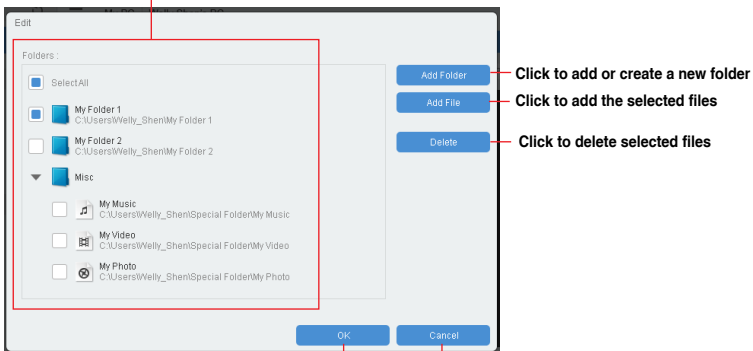 Edit
Folders :
SelectAll
My Folder 1
C:\Users\Welly_Shen\My Folder 1
My Folder 2
C:\Users\Welly_Shen\My Folder 2
Misc
My Music
C:\Users\Welly_Shen\Special Folder\My Music
My Video
C:\Users\Welly_Shen\Special Folder\My Video
My Photo
C:\Users\Welly_Shen\Special Folder\My Photo
Add Folder
Click to add or create a new folder
Add File
Click to add the selected files
Delete
Click to delete selected files
OK
Cancel